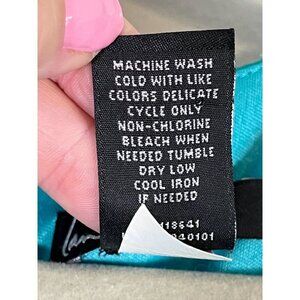 MACHINE WASH
COLD WITH LIKE
COLORS DELICATE
CYCLE ONLY
NON-CHLORINE
BLEACH WHEN
NEEDED TUMBLE
DRY LOW
COOL IRON
IF NEEDED